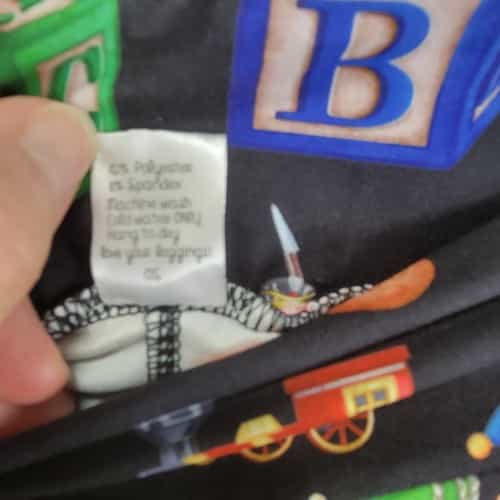 B
Polyester
Spandex
Machine wash
Cold water ONLY
Hang to dry
love your leggings!
OS